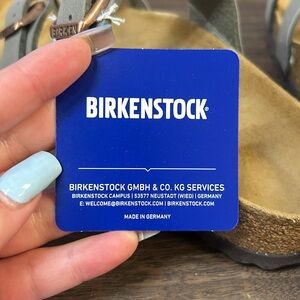 BIRKEN
BIRKENSTOCK®
BIRKENSTOCK GMBH & CO. KG SERVICES
BIRKENSTOCK CAMPUS | 53577 NEUSTADT (WIED) | GERMANY
E: WELCOME@BIRKENSTOCK.COM | BIRKENSTOCK.COM
MADE IN GERMANY